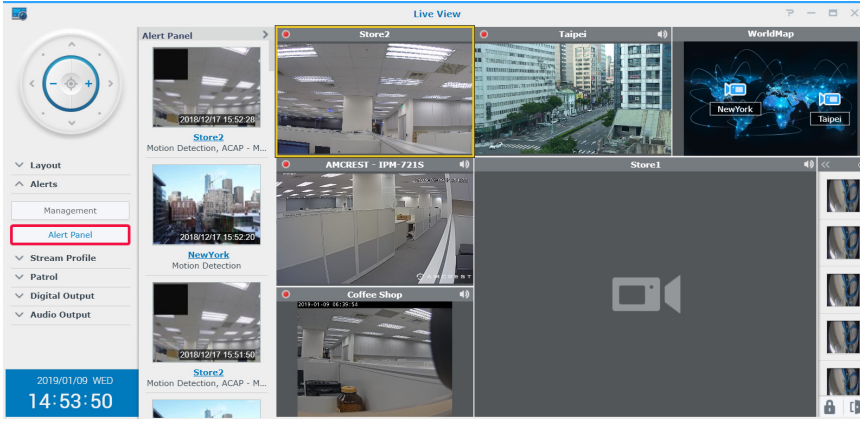 Live View
Alert Panel
2018/12/17 15:52:28
Store2
Motion Detection, ACAP - M...
2018/12/17 15:52:20
NewYork
Motion Detection
2018/12/17 15:51:50
Store2
Motion Detection, ACAP - M...
Layout
Alerts
Management
Alert Panel
Stream Profile
Patrol
Digital Output
Audio Output
2019/01/09 WED
14:53:50
Store2
Taipei
WorldMap
NewYork
Taipei
AMCREST - IPM-721S
AMCREST
Store1
Coffee Shop
2019-01-09 06:39:54